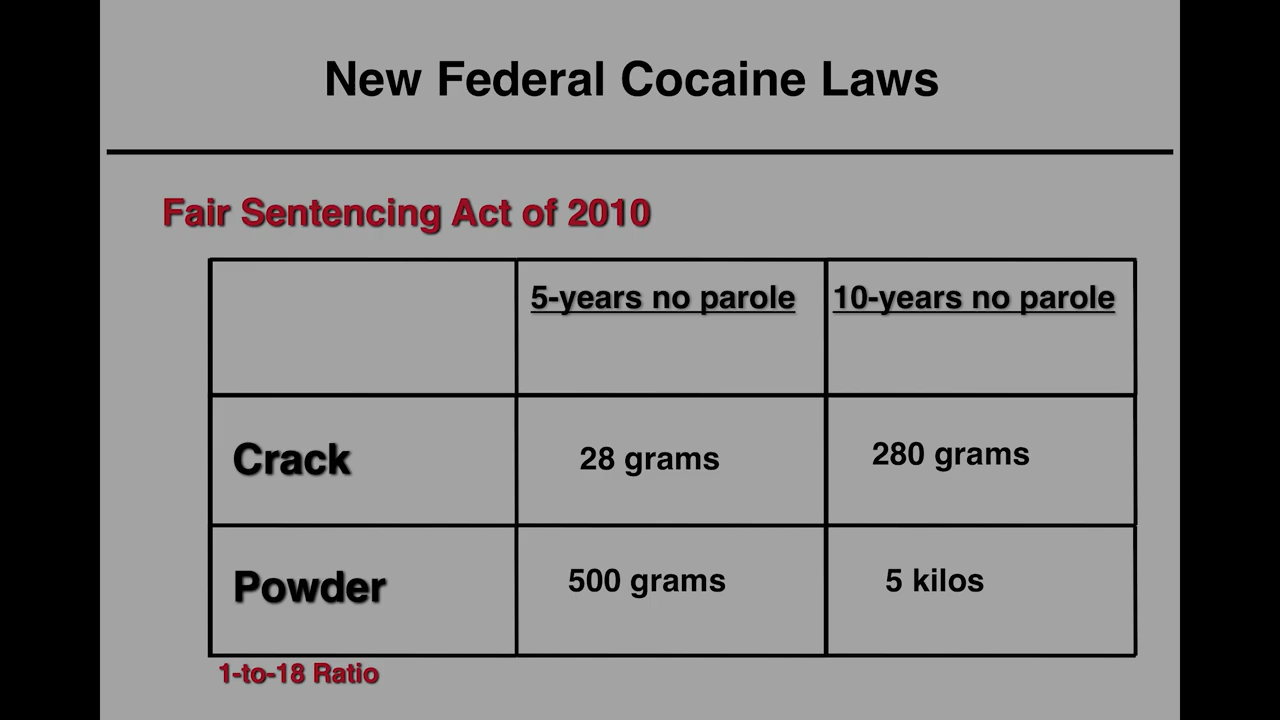 New Federal Cocaine Laws
Fair Sentencing Act of 2010
5-years no parole 10-years no parole
Crack 28 grams 280 grams
Powder 500 grams 5 kilos
1-to-18 Ratio